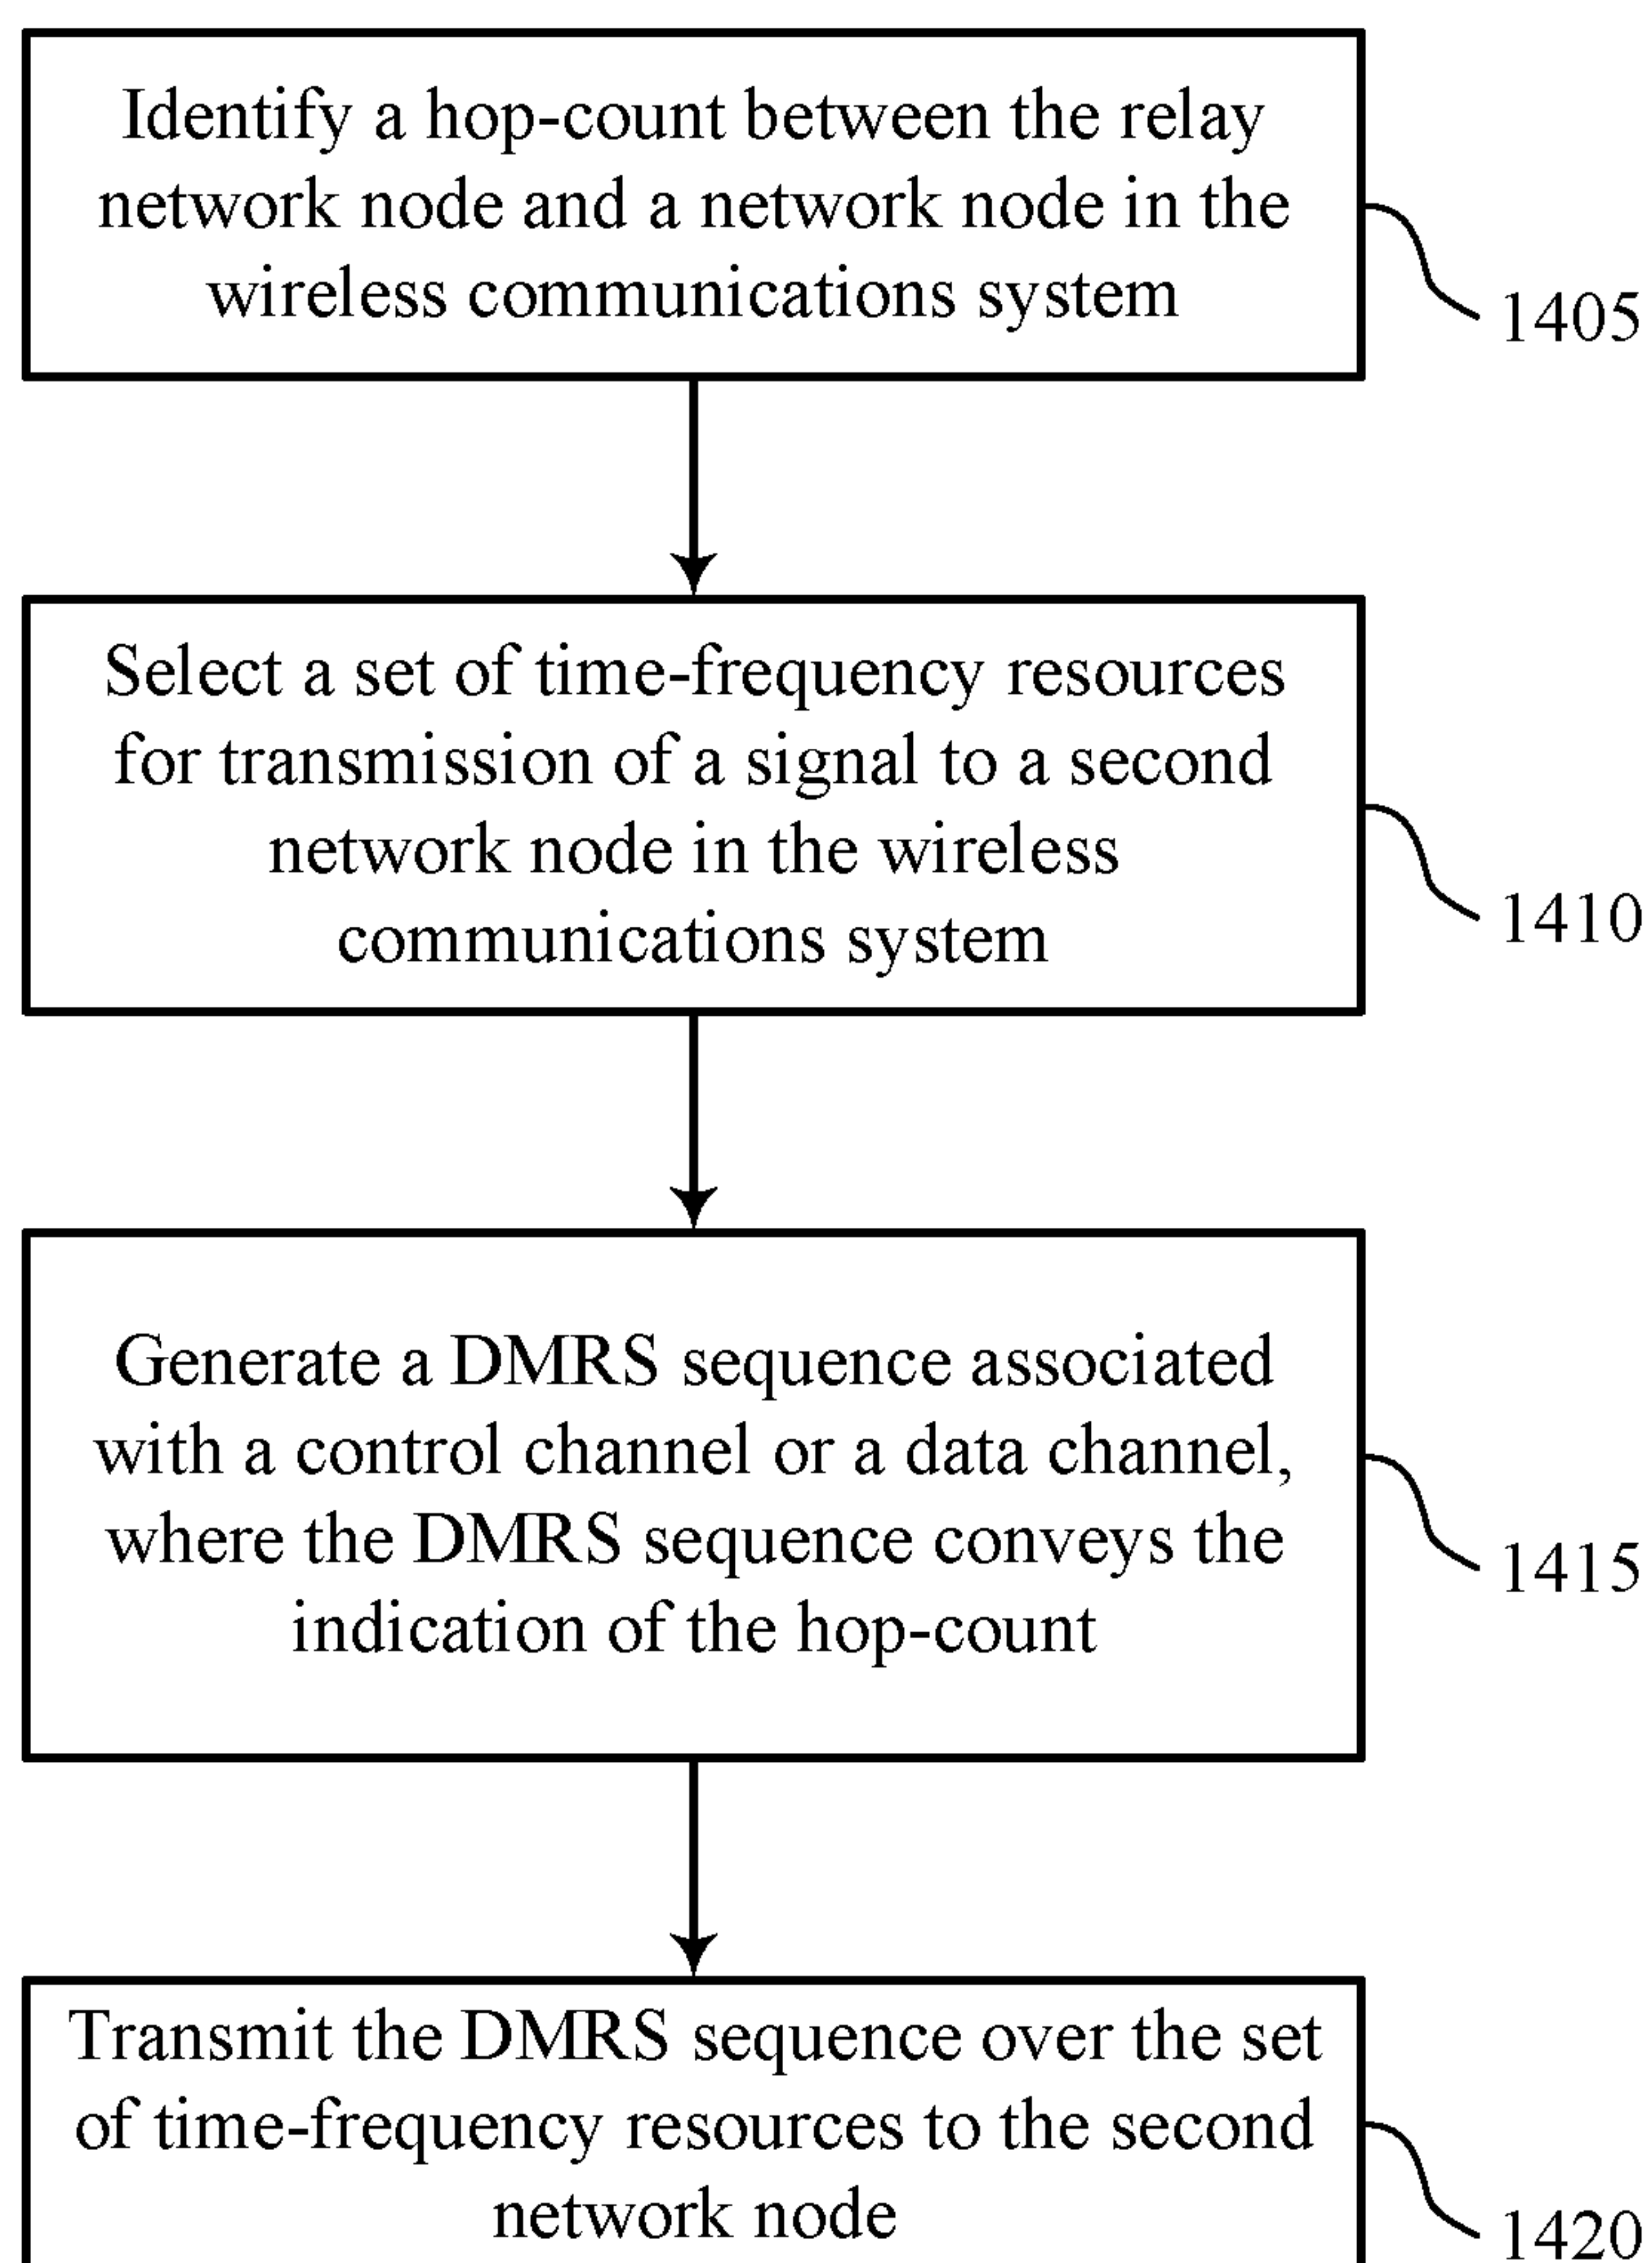 Identify a hop-count between the relay
network node and a network node in the
wireless communications system
1405
Select a set of time-frequency resources
for transmission of a signal to a second
network node in the wireless
communications system
1410
Generate a DMRS sequence associated
with a control channel or a data channel,
where the DMRS sequence conveys the
indication of the hop-count
1415
Transmit the DMRS sequence over the set
of time-frequency resources to the second
network node
1420